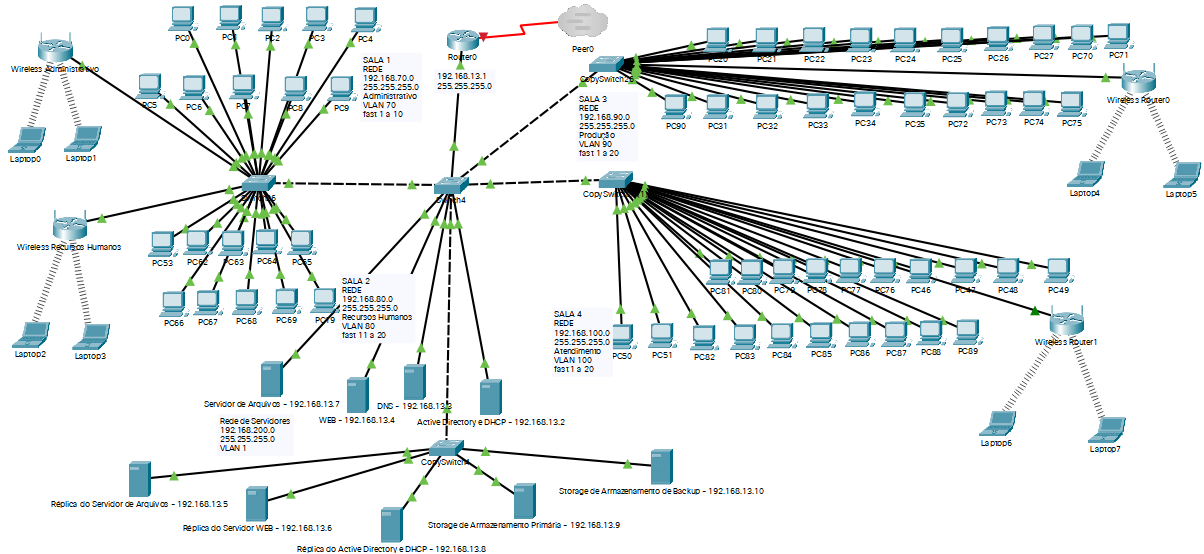 PC0
PC1
PC2
PC3
PC4
Wireless Administrativo
PC5
PC6
PC7
PC8
PC9
Laptop0
Laptop1
SALA 1
REDE
192.168.70.0
255.255.255.0
Administrativo
VLAN 70
fast 1 a 10
Router0
192.168.13.1
255.255.255.0
Peer0
PC20
PC21
PC22
PC23
PC24
PC25
PC26
PC27
PC70
PC71
Wireless Router0
PC90
PC31
PC32
PC33
PC34
PC35
PC72
PC73
PC74
PC75
SALA 3
REDE
192.168.90.0
255.255.255.0
Produção
VLAN 90
fast 1 a 20
Laptop4
Laptop5
Switch4
Wireless Recursos Humanos
PC53
PC62
PC63
PC64
PC65
PC66
PC67
PC68
PC69
Laptop2
Laptop3
SALA 2
REDE
192.168.80.0
255.255.255.0
Recursos Humanos
VLAN 80
fast 11 a 20
PC81
PC80
PC79
PC78
PC77
PC76
PC46
PC47
PC48
PC49
SALA 4
REDE
192.168.100.0
255.255.255.0
Atendimento
VLAN 100
fast 1 a 20
PC50
PC51
PC82
PC83
PC84
PC85
PC86
PC87
PC88
PC89
Wireless Router1
Laptop6
Laptop7
Servidor de Arquivos - 192.168.13.7
WEB - 192.168.13.4
DNS - 192.168.13.3
Active Directory e DHCP - 192.168.13.2
Rede de Servidores
192.168.200.0
255.255.255.0
VLAN 1
Réplica do Servidor de Arquivos - 192.168.13.5
Réplica do Servidor WEB - 192.168.13.6
Réplica do Active Directory e DHCP - 192.168.13.8
Storage de Armazenamento Primária - 192.168.13.9
Storage de Armazenamento de Backup - 192.168.13.10